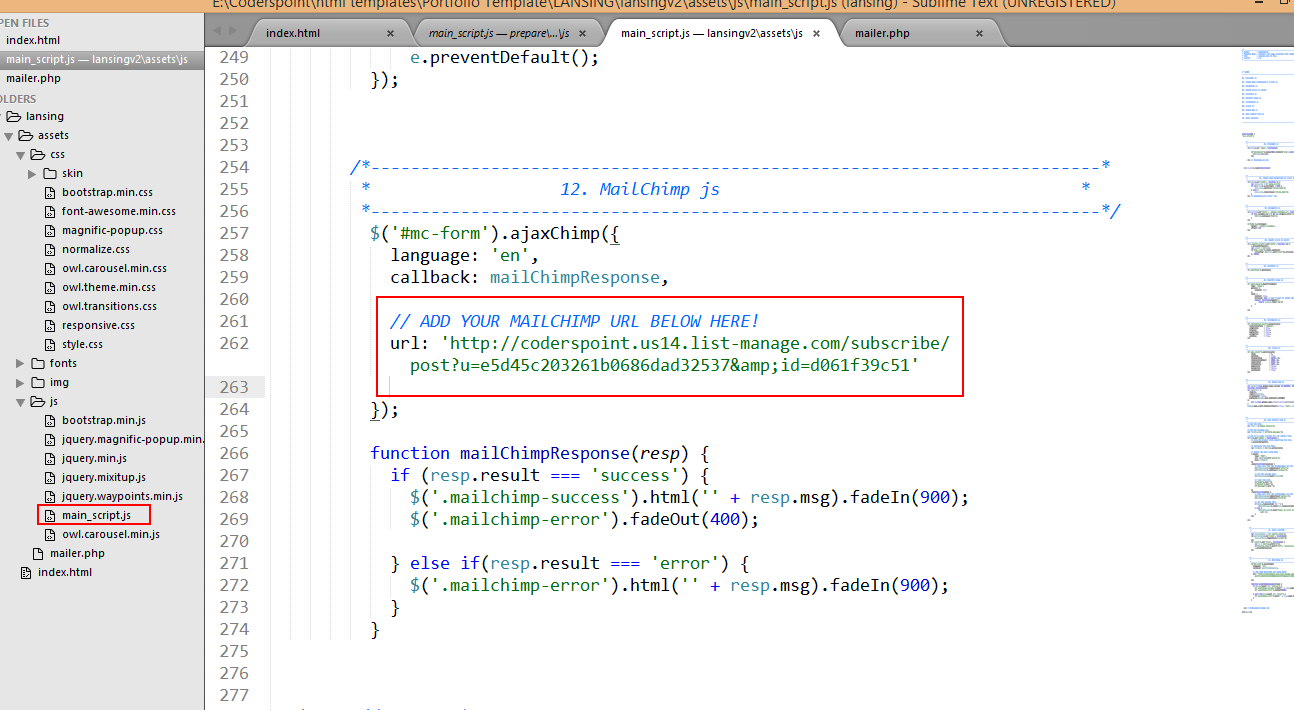 E:\Coderspoint\html templates\Portfolio Template\LANSING\lansingv2\assets\js\main_script.js (lansing) - Sublime Text (UNREGISTERED)
PEN FILES
index.html
main_script.js — lansingv2\assets\js
mailer.php
OLDERS
lansing
assets
css
skin
bootstrap.min.css
font-awesome.min.css
magnific-popup.css
normalize.css
owl.carousel.min.css
owl.theme.min.css
owl.transitions.css
responsive.css
style.css
fonts
img
js
bootstrap.min.js
jquery.magnific-popup.min.
jquery.min.js
jquery.mixitup.js
jquery.waypoints.min.js
main_script.js
owl.carousel.min.js
mailer.php
index.html
index.html × main_script.js — prepare\...\js × main_script.js — lansingv2\assets\js × mailer.php ×
249 e.preventDefault();
250 });
251
252
253
254 /*-------------------------------------------------------------------------*
255 * 12. MailChimp js *
256 *-------------------------------------------------------------------------*/
257 $('#mc-form').ajaxChimp({
258 language: 'en',
259 callback: mailChimpResponse,
260
261 // ADD YOUR MAILCHIMP URL BELOW HERE!
262 url: 'http://coderspoint.us14.list-manage.com/subscribe/
post?u=e5d45c203261b0686dad32537&amp;id=d061f39c51'
263
264 });
265
266 function mailChimpResponse(resp) {
267 if (resp.result === 'success') {
268 $('.mailchimp-success').html('' + resp.msg).fadeIn(900);
269 $('.mailchimp-error').fadeOut(400);
270
271 } else if(resp.result === 'error') {
272 $('.mailchimp-error').html('' + resp.msg).fadeIn(900);
273 }
274 }
275
276
277